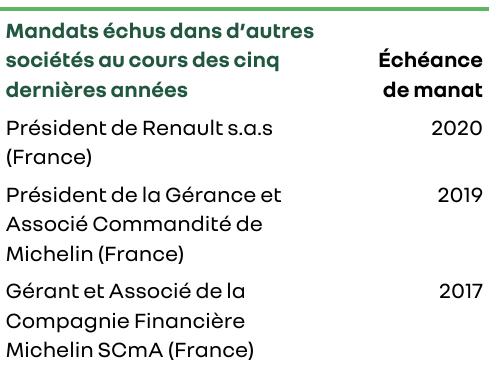 Mandats échus dans d'autres
sociétés au cours des cinq
dernières années
Échéance
de manat
Président de Renault s.a.s
(France)
2020
Président de la Gérance et
Associé Commandité de
Michelin (France)
2019
Gérant et Associé de la
Compagnie Financière
Michelin SCmA (France)
2017